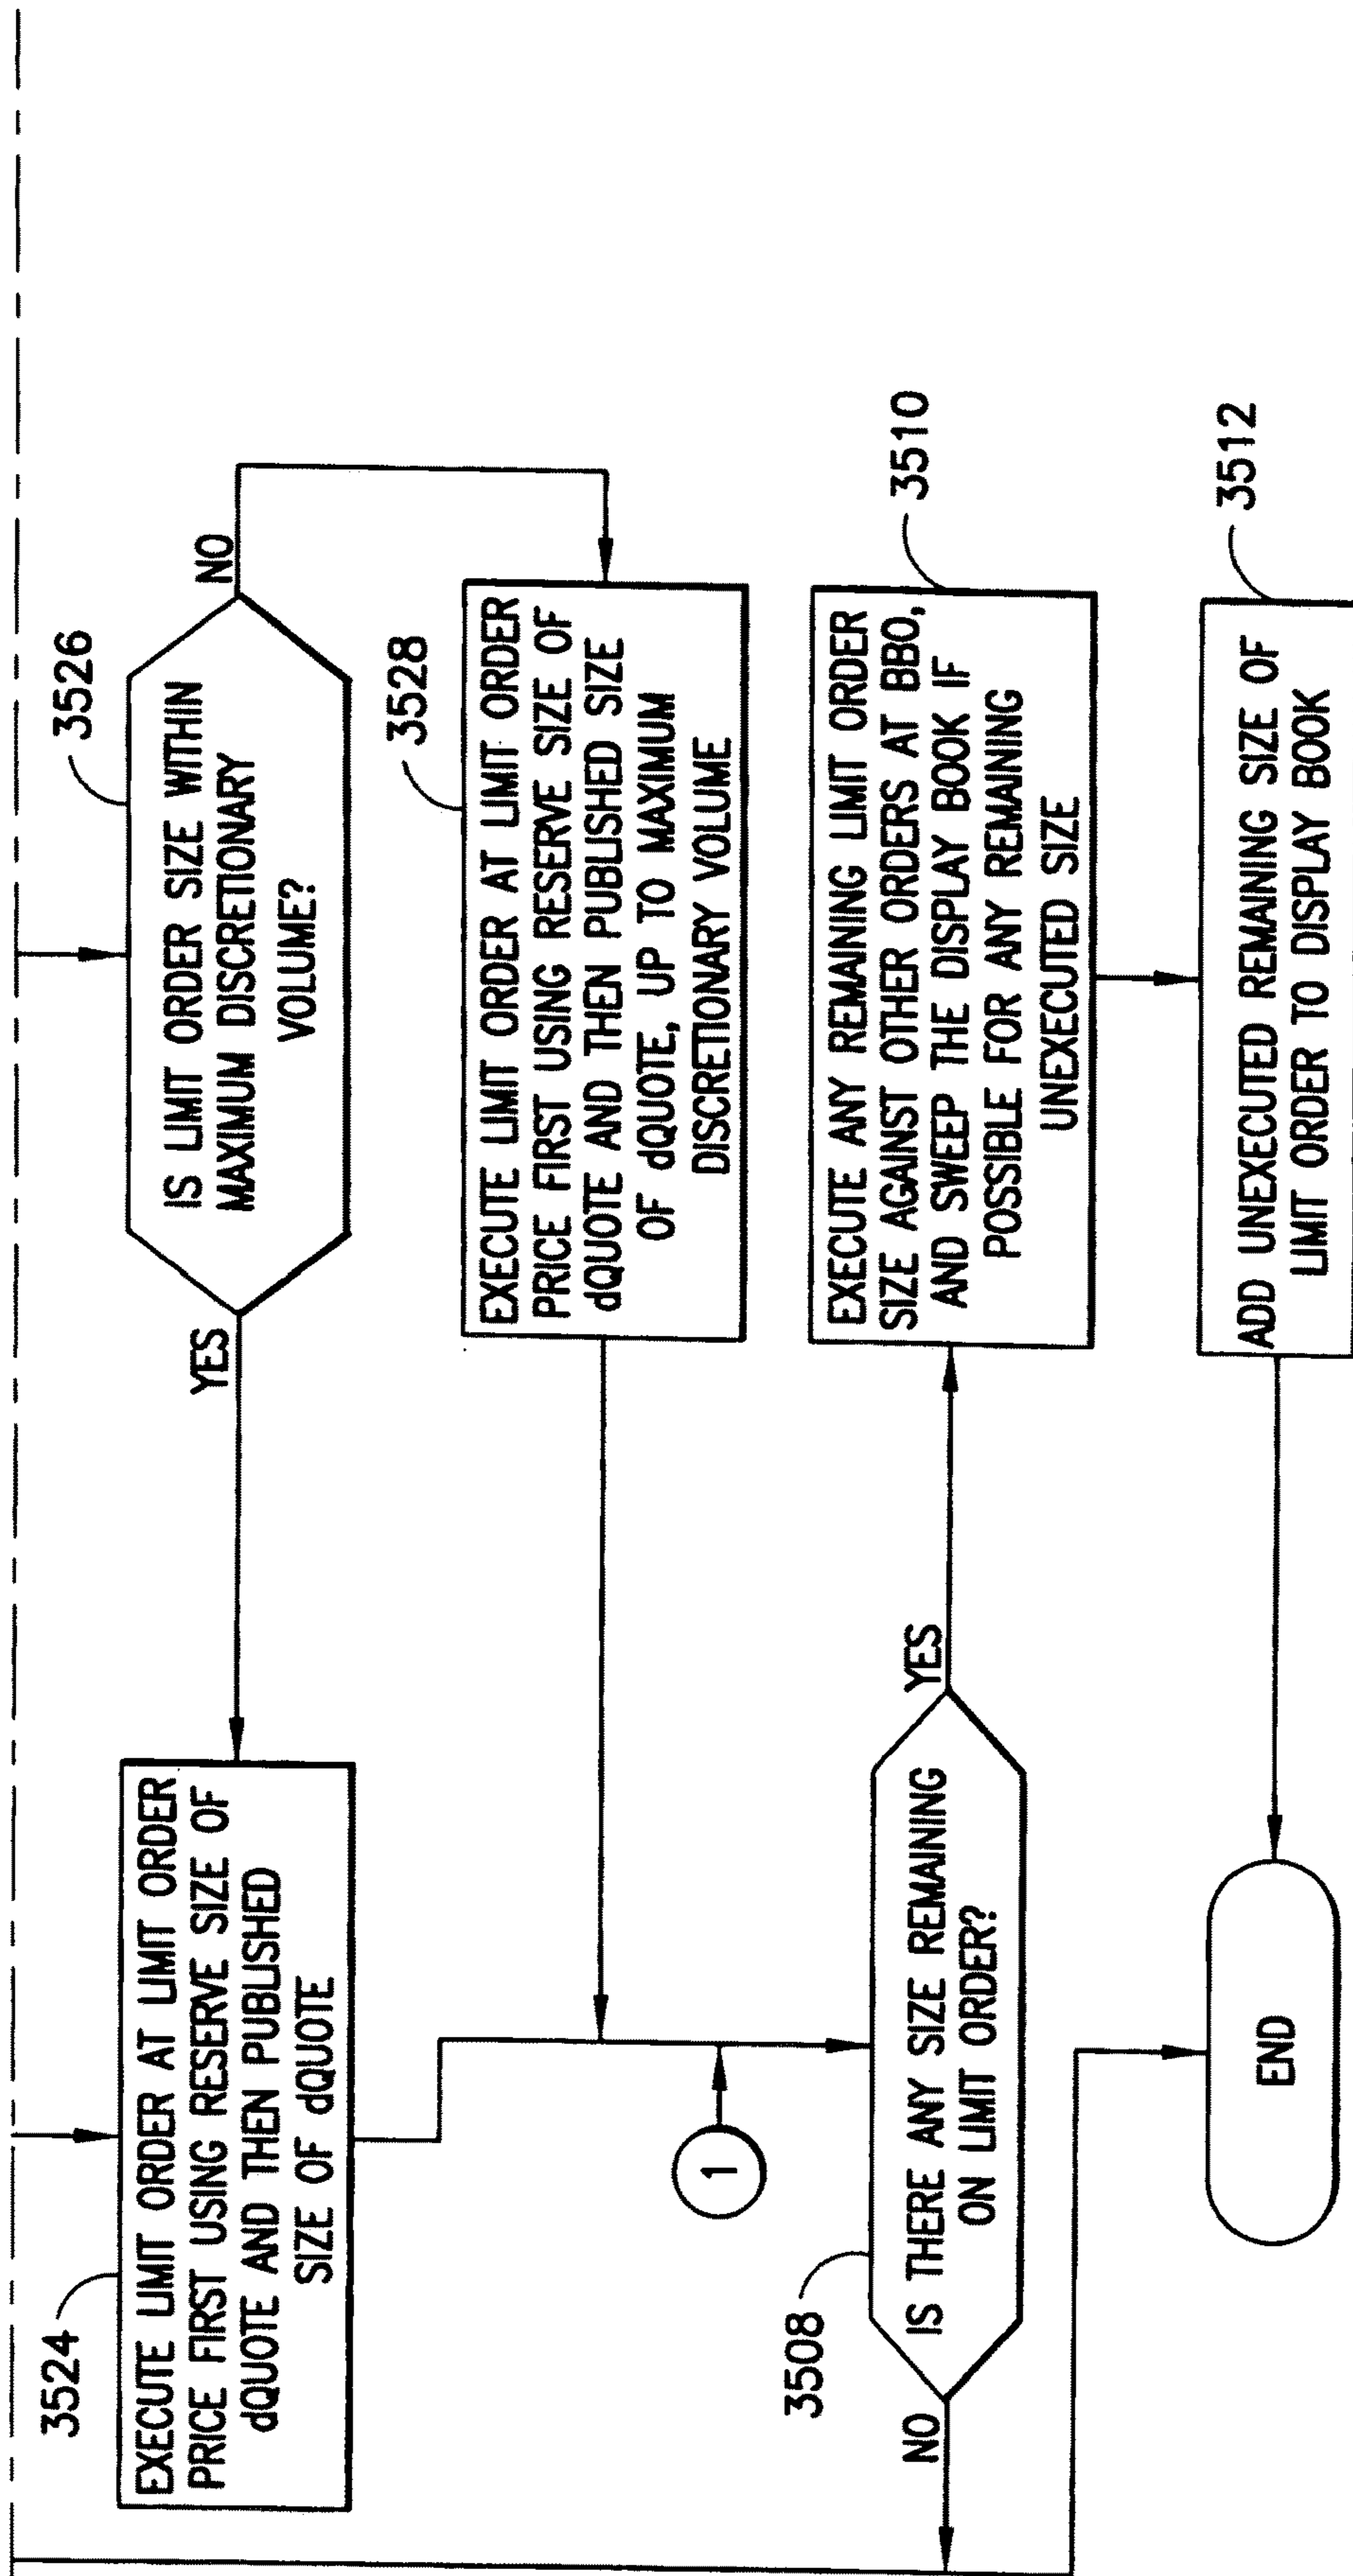 3524
EXECUTE LIMIT ORDER AT LIMIT ORDER
PRICE FIRST USING RESERVE SIZE OF
dQUOTE AND THEN PUBLISHED
SIZE OF dQUOTE
YES
3526
IS LIMIT ORDER SIZE WITHIN
MAXIMUM DISCRETIONARY
VOLUME?
NO
3528
EXECUTE LIMIT ORDER AT LIMIT ORDER
PRICE FIRST USING RESERVE SIZE OF
dQUOTE AND THEN PUBLISHED SIZE
OF dQUOTE, UP TO MAXIMUM
DISCRETIONARY VOLUME
1
3508
NO
IS THERE ANY SIZE REMAINING
ON LIMIT ORDER?
YES
3510
EXECUTE ANY REMAINING LIMIT ORDER
SIZE AGAINST OTHER ORDERS AT BBO,
AND SWEEP THE DISPLAY BOOK IF
POSSIBLE FOR ANY REMAINING
UNEXECUTED SIZE
3512
ADD UNEXECUTED REMAINING SIZE OF
LIMIT ORDER TO DISPLAY BOOK
END